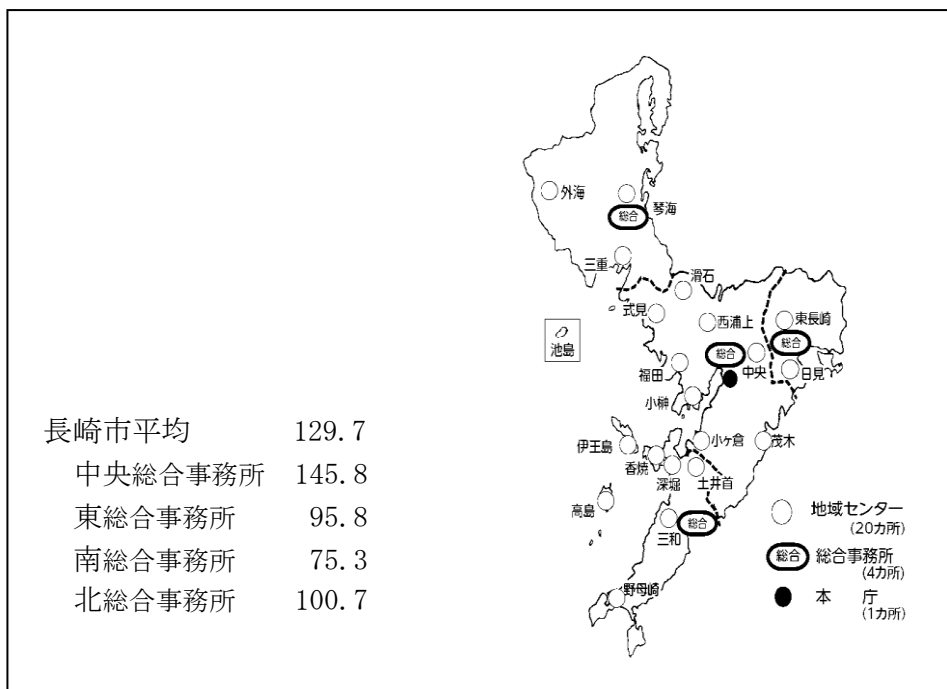 長崎市平均 129.7
中央総合事務所 145.8
東総合事務所 95.8
南総合事務所 75.3
北総合事務所 100.7
外海
琴海
総合
三重
滑石
式見
西浦上
東長崎
総合
池島
総合
中央
日見
福田
小榊
伊王島
香焼
小ヶ倉
茂木
深堀
土井首
高島
三和
総合
野母崎
地域センター
(20カ所)
総合 総合事務所
(4カ所)
本 庁
(1カ所)